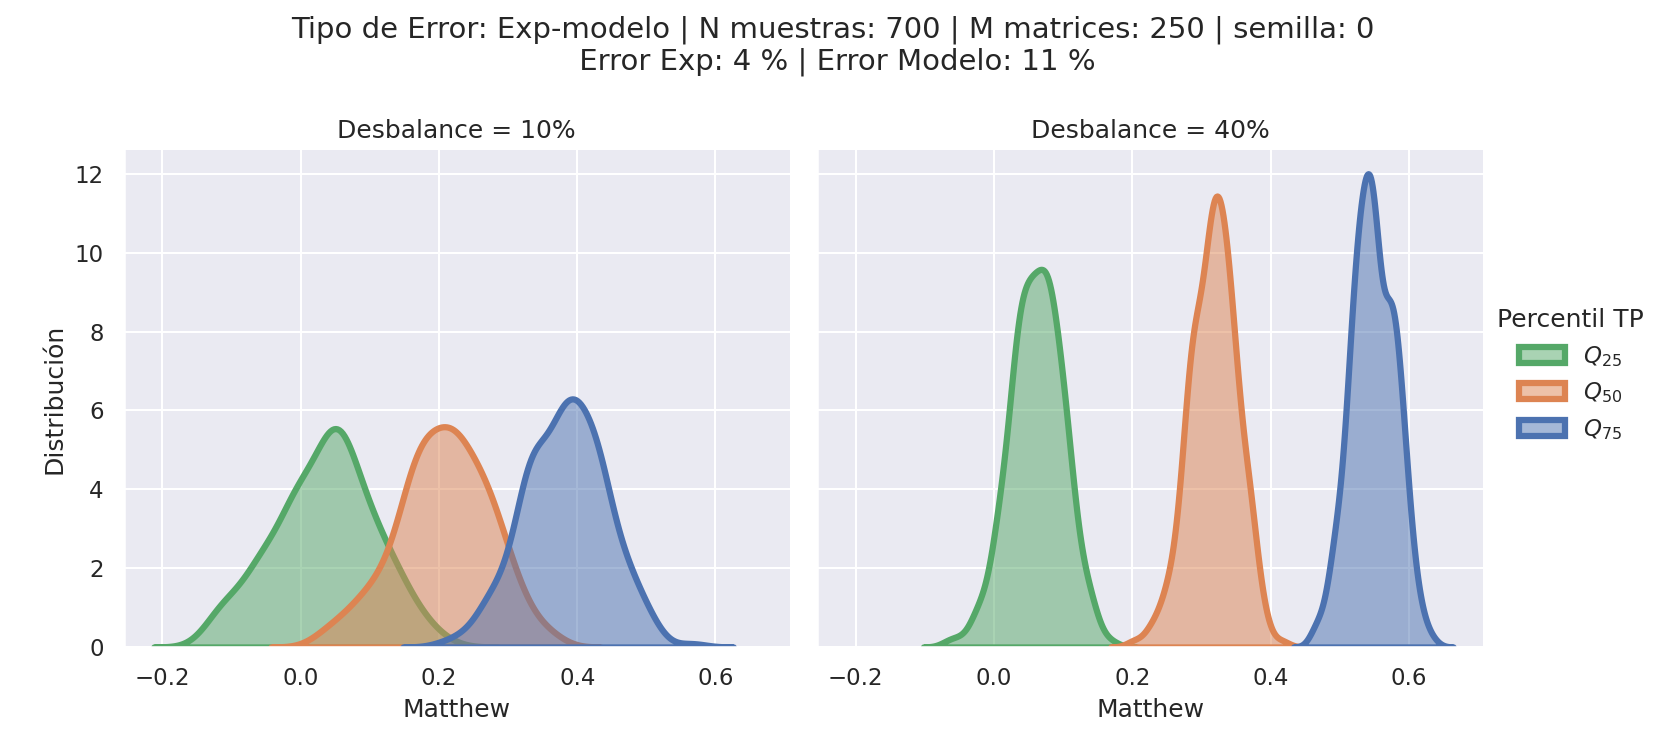 Tipo de Error: Exp-modelo | N muestras: 700 | M matrices: 250 | semilla: 0
Error Exp: 4 % | Error Modelo: 11 %
Desbalance = 10%
Desbalance = 40%
12
10
8
6
4
2
0
Distribución
−0.2 0.0 0.2 0.4 0.6
−0.2 0.0 0.2 0.4 0.6
Matthew
Matthew
Percentil TP
Q₂₅
Q₅₀
Q₇₅